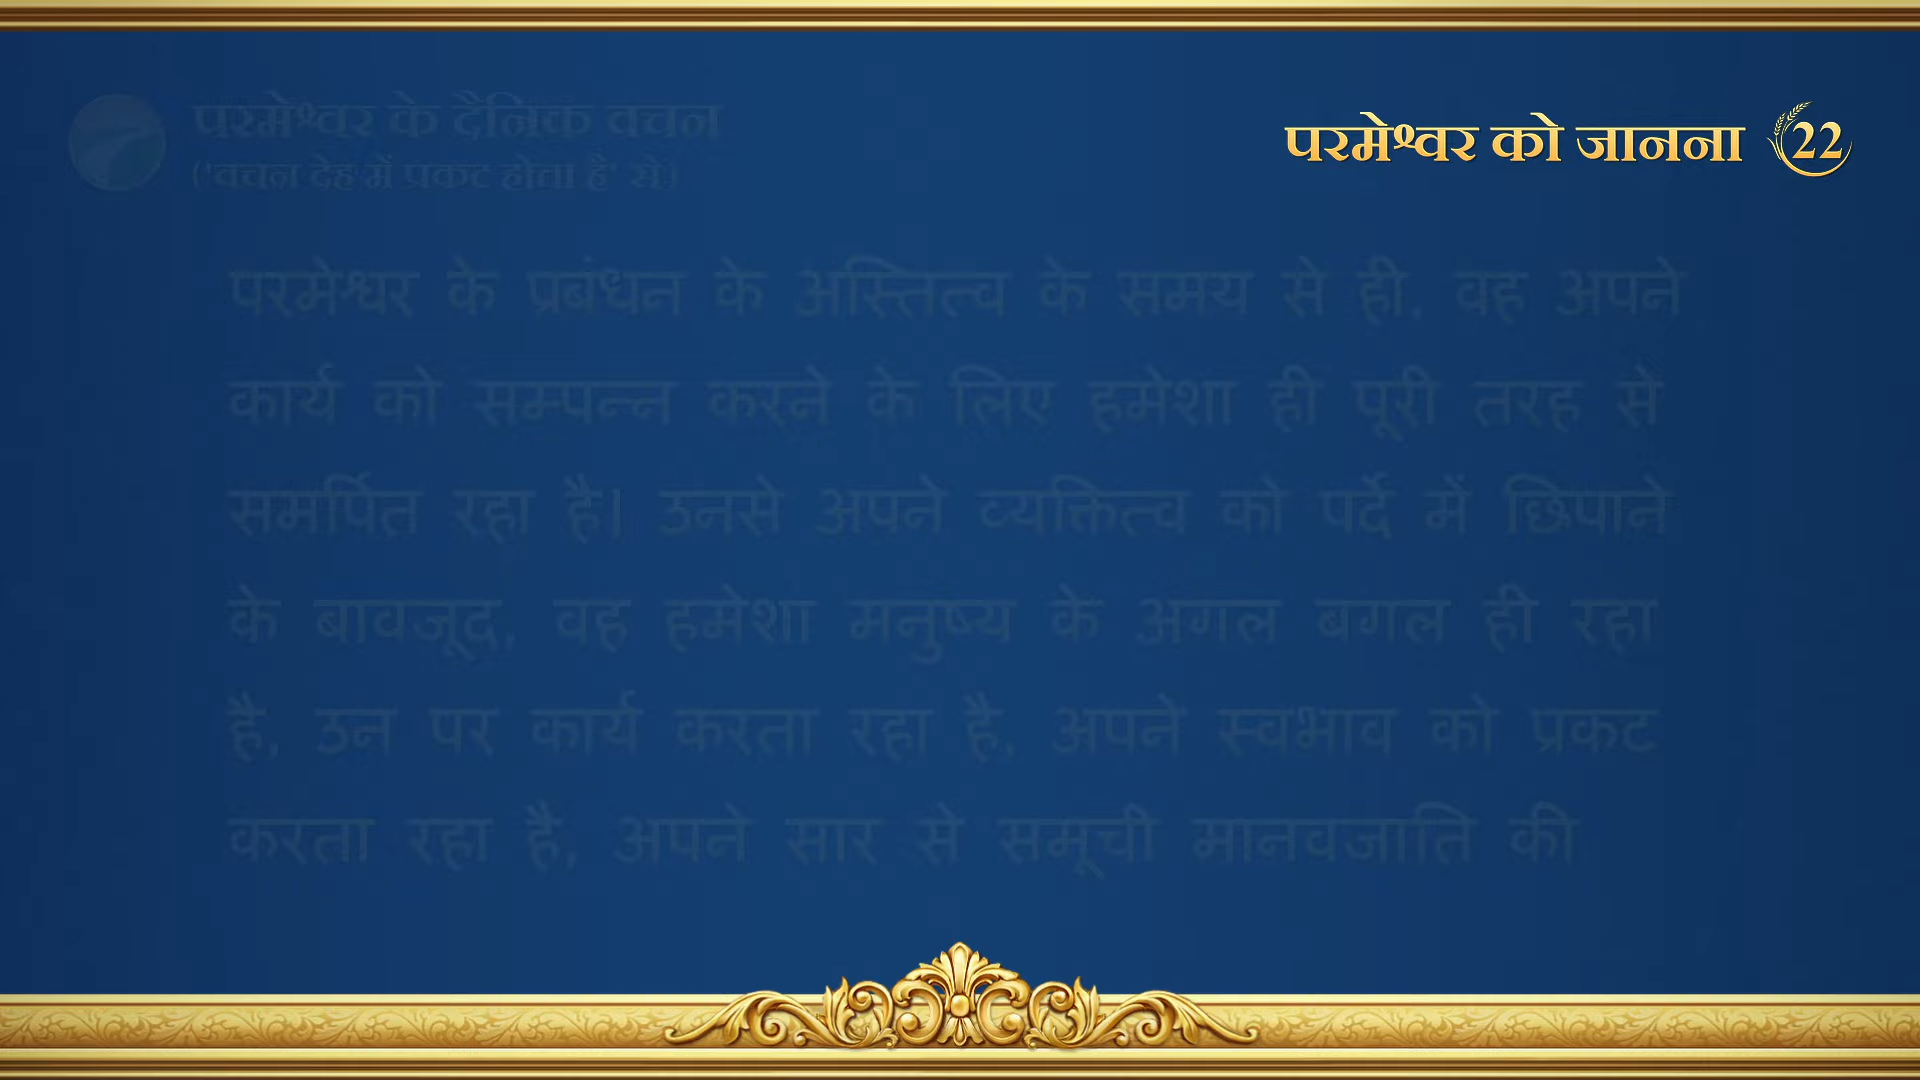 परमेश्वर के दैनिक वचन
परमेश्वर को जानना 22
('वचन देह में प्रकट होता है' से)
परमेश्वर के प्रबंधन के अस्तित्व के समय से ही, वह अपने
कार्य को सम्पन्न करने के लिए हमेशा ही पूरी तरह से
समर्पित रहा है। उनसे अपने व्यक्तित्व को पर्दे में छिपाने
के बावजूद, वह हमेशा मनुष्य के अगल बगल ही रहा
है, उन पर कार्य करता रहा है, अपने स्वभाव को प्रकट
करता रहा है, अपने सार से समूची मानवजाति की